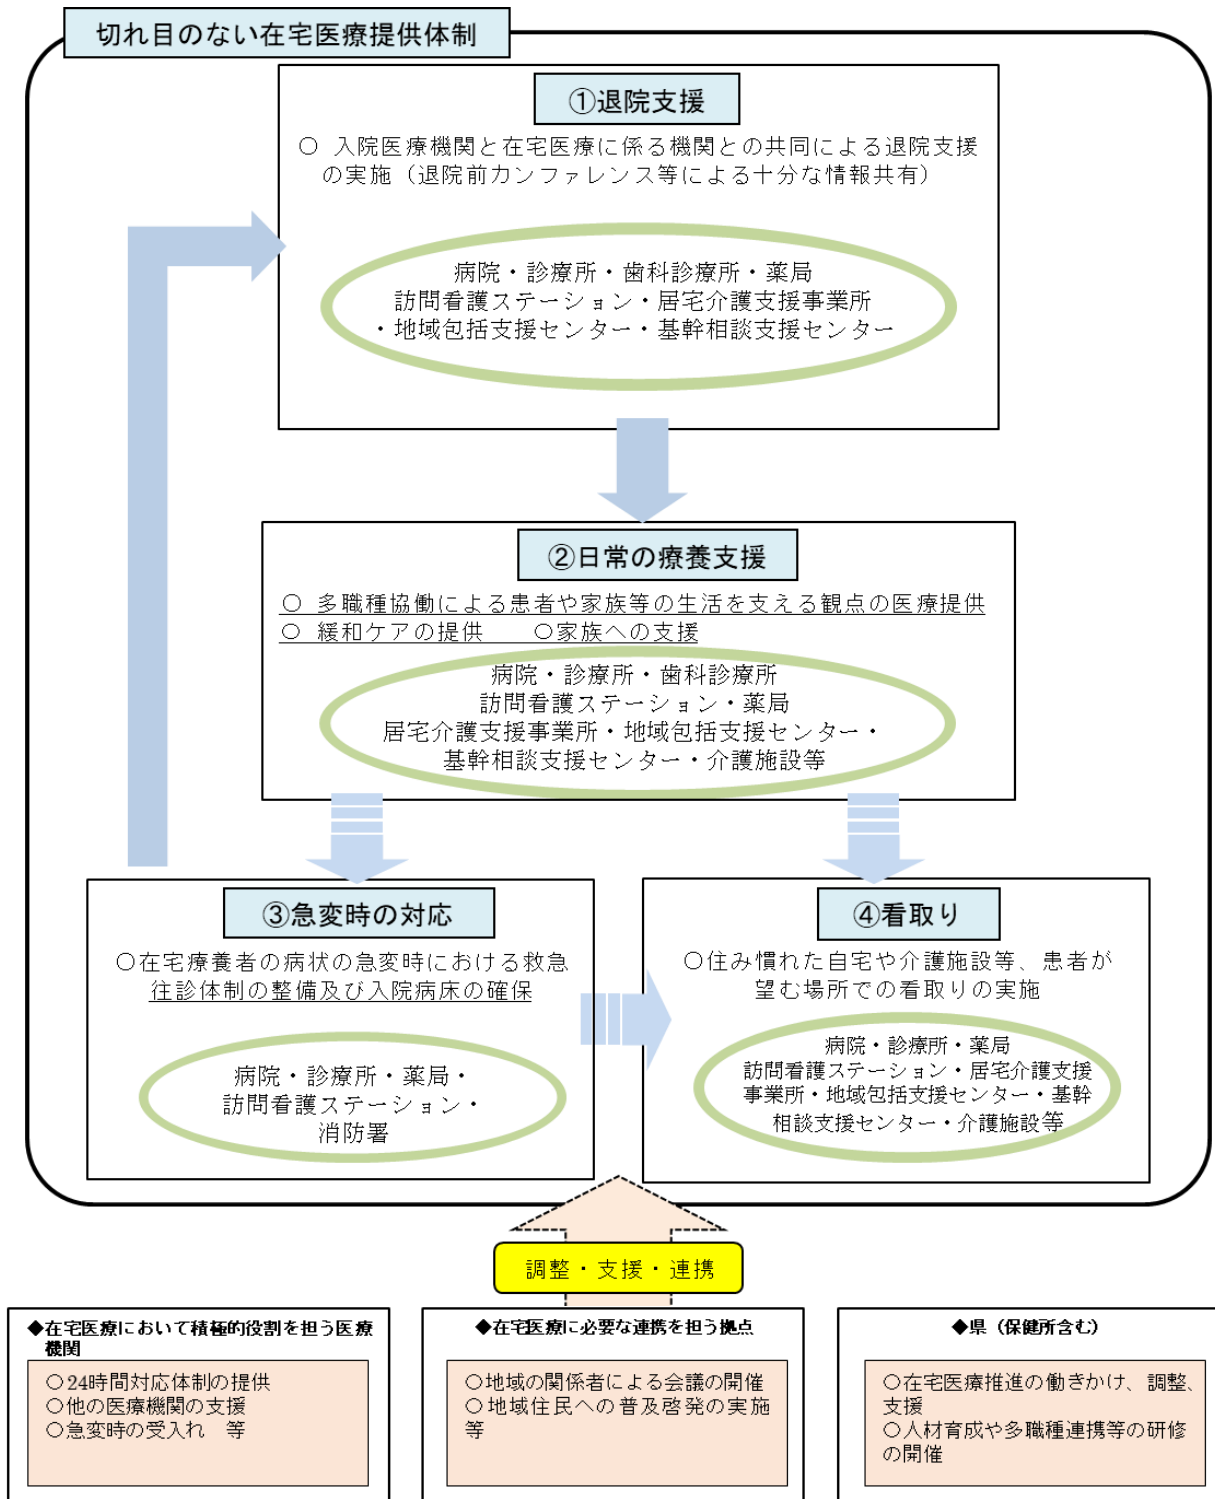 切れ目のない在宅医療提供体制
①退院支援
○ 入院医療機関と在宅医療に係る機関との共同による退院支援
の実施（退院前カンファレンス等による十分な情報共有）
病院・診療所・歯科診療所・薬局
訪問看護ステーション・居宅介護支援事業所
・地域包括支援センター・基幹相談支援センター
②日常の療養支援
○ 多職種協働による患者や家族等の生活を支える観点の医療提供
○ 緩和ケアの提供　　○家族への支援
病院・診療所・歯科診療所
訪問看護ステーション・薬局
居宅介護支援事業所・地域包括支援センター・
基幹相談支援センター・介護施設等
③急変時の対応
○在宅療養者の病状の急変時における救急
往診体制の整備及び入院病床の確保
病院・診療所・薬局・
訪問看護ステーション・
消防署
④看取り
○住み慣れた自宅や介護施設等、患者が
望む場所での看取りの実施
病院・診療所・薬局
訪問看護ステーション・居宅介護支援
事業所・地域包括支援センター・基幹
相談支援センター・介護施設等
調整・支援・連携
◆在宅医療において積極的役割を担う医療
機関
○24時間対応体制の提供
○他の医療機関の支援
○急変時の受入れ　等
◆在宅医療に必要な連携を担う拠点
○地域の関係者による会議の開催
○地域住民への普及啓発の実施
等
◆県（保健所含む）
○在宅医療推進の働きかけ、調整、
支援
○人材育成や多職種連携等の研修
の開催